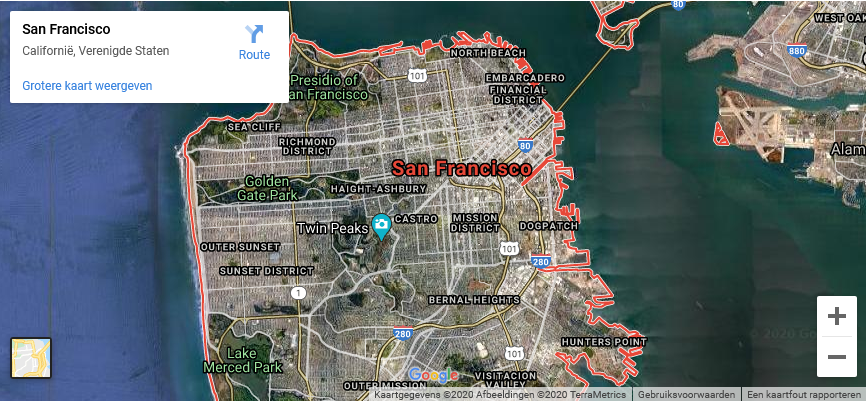 San Francisco
Californië, Verenigde Staten
Route
Grotere kaart weergeven
80
WEST OAK
880
NORTH BEACH
101
Presidio of
San Francisco
EMBARCADERO
FINANCIAL
DISTRICT
SEA CLIFF
RICHMOND
DISTRICT
80
Alam
San Francisco
Golden
Gate Park
HAIGHT-ASHBURY
CASTRO
MISSION
DISTRICT
DOGPATCH
Twin Peaks
OUTER SUNSET
101
280
SUNSET DISTRICT
1
BERNAL HEIGHTS
280
HUNTERS POINT
101
Lake
Merced Park
Google
VISITACION
VALLEY
OUTER MISSION
Kaartgegevens ©2020 Afbeeldingen ©2020 TerraMetrics
Gebruiksvoorwaarden
Een kaartfout rapporteren